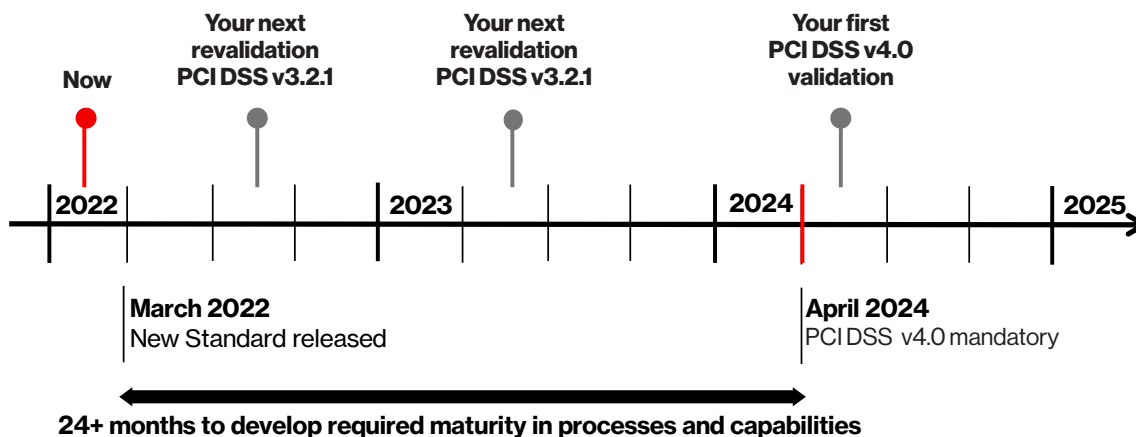 Now
Your next
revalidation
PCI DSS v3.2.1
Your next
revalidation
PCI DSS v3.2.1
Your first
PCI DSS v4.0
validation
2022
2023
2024
2025
March 2022
New Standard released
April 2024
PCI DSS v4.0 mandatory
24+ months to develop required maturity in processes and capabilities